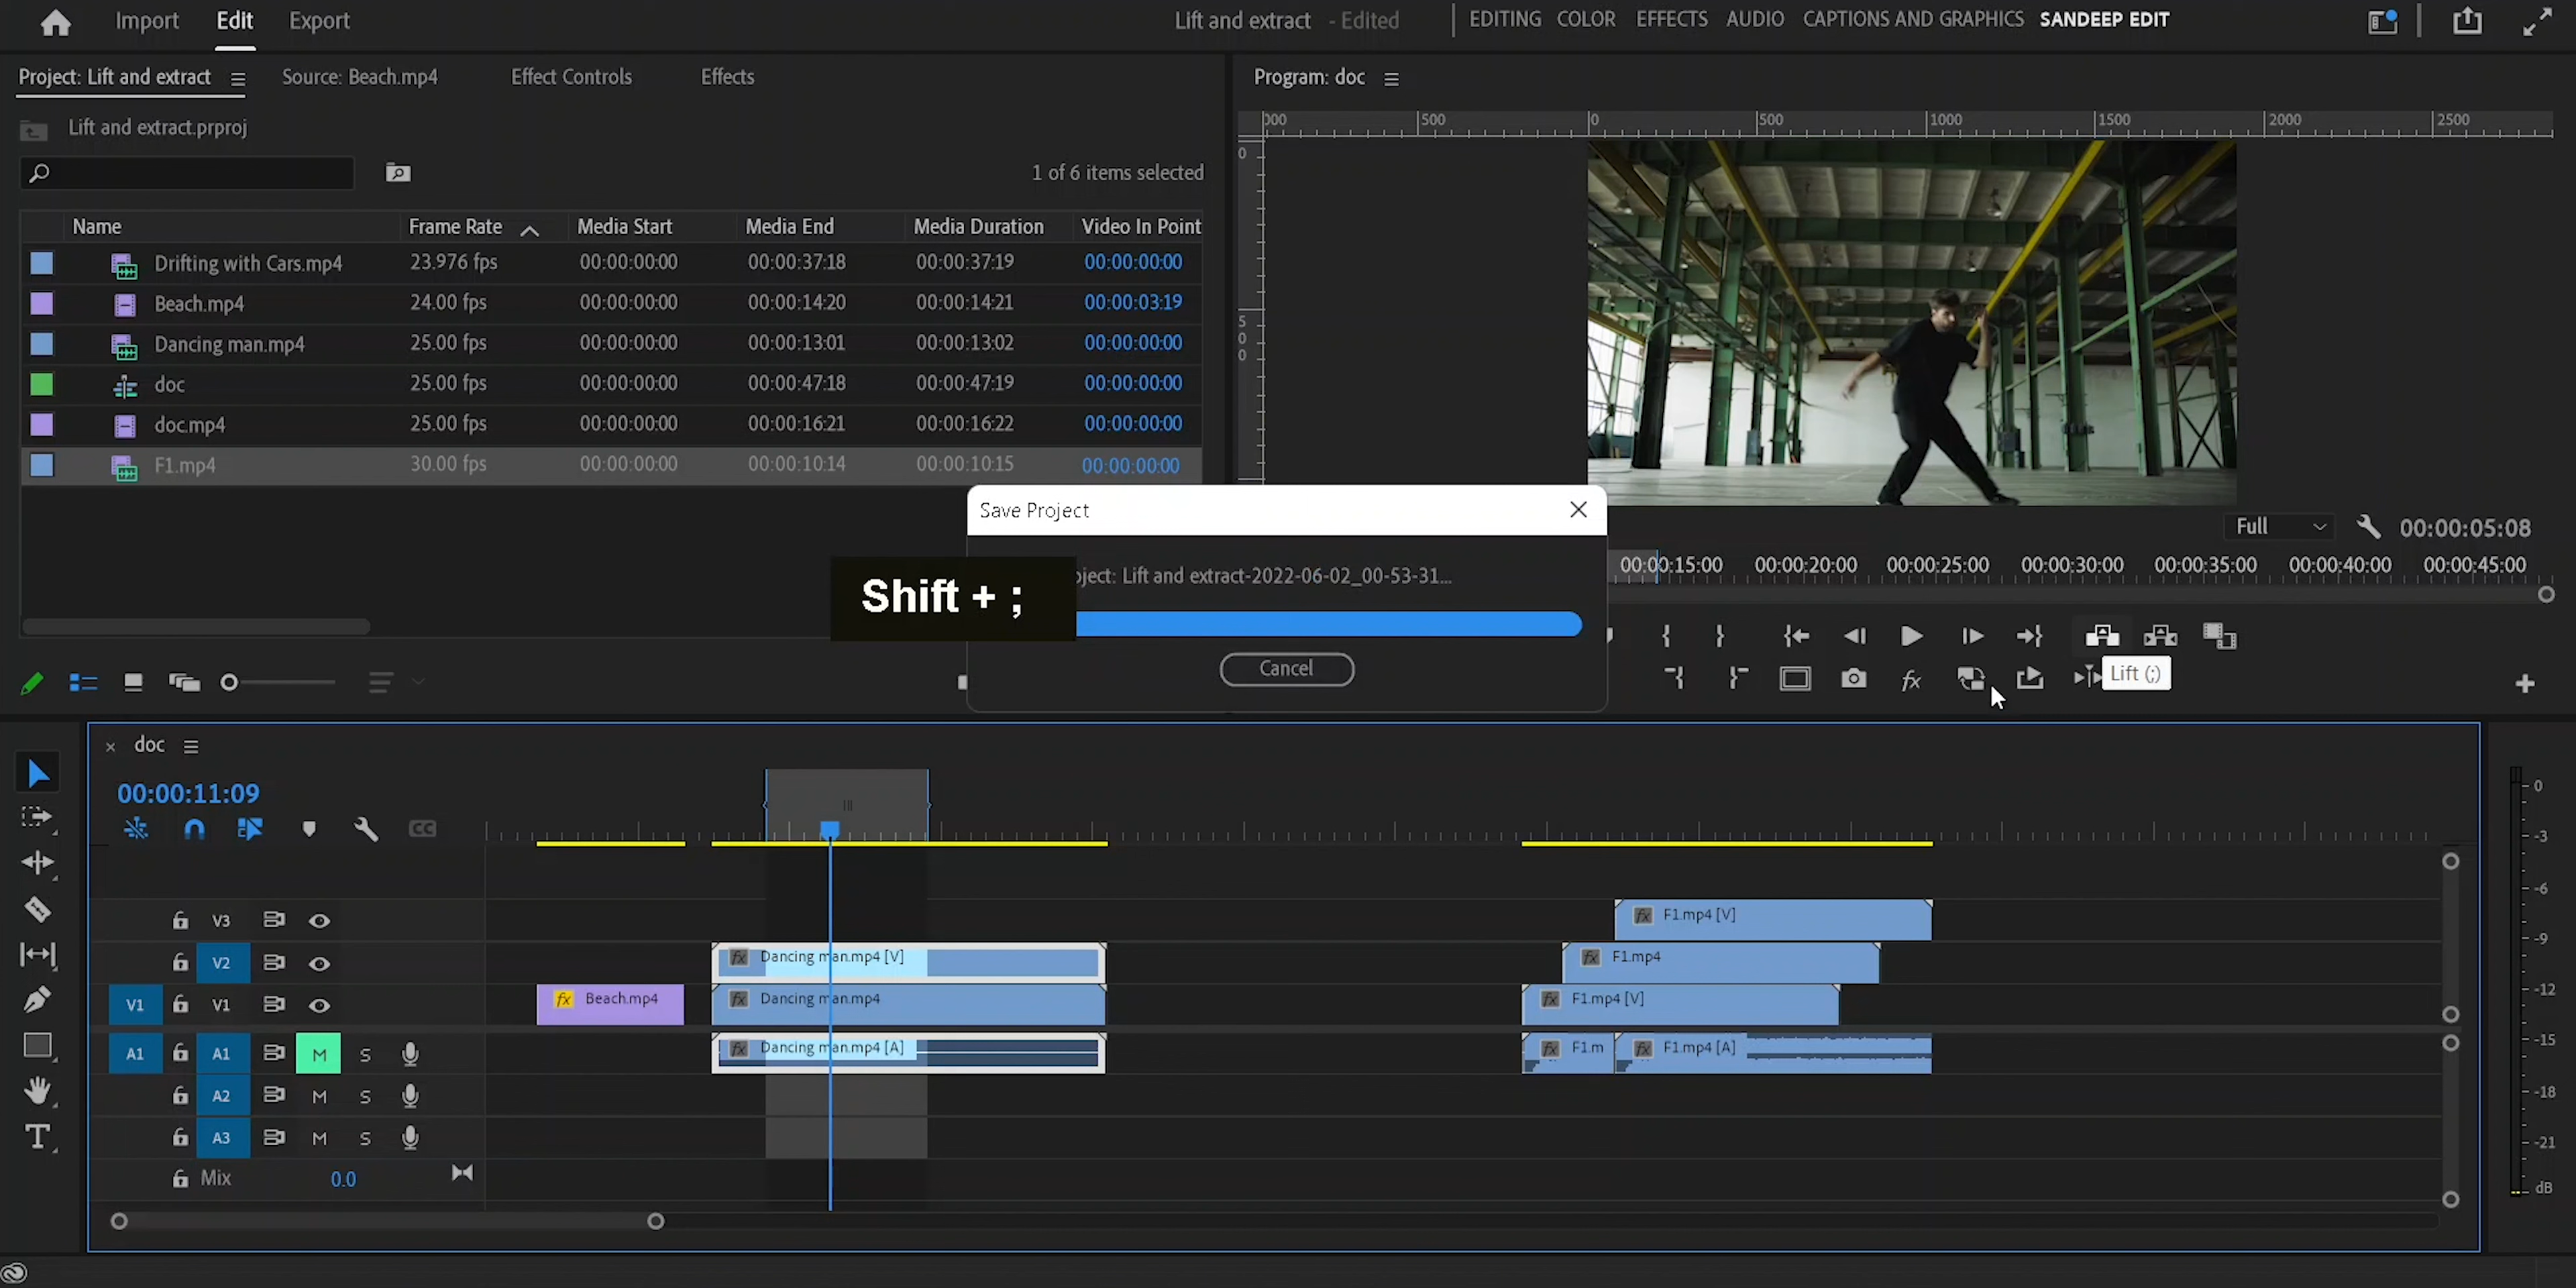 Import Edit Export
Lift and extract - Edited
EDITING COLOR EFFECTS AUDIO CAPTIONS AND GRAPHICS SANDEEP EDIT
Project: Lift and extract Source: Beach.mp4 Effect Controls Effects
Lift and extract.prproj
1 of 6 items selected
Name Frame Rate Media Start Media End Media Duration Video In Point
Drifting with Cars.mp4 23.976 fps 00:00:00:00 00:00:37:18 00:00:37:19 00:00:00:00
Beach.mp4 24.00 fps 00:00:00:00 00:00:14:20 00:00:14:21 00:00:03:19
Dancing man.mp4 25.00 fps 00:00:00:00 00:00:13:01 00:00:13:02 00:00:00:00
doc 25.00 fps 00:00:00:00 00:00:47:18 00:00:47:19 00:00:00:00
doc.mp4 25.00 fps 00:00:00:00 00:00:16:21 00:00:16:22 00:00:00:00
F1.mp4 30.00 fps 00:00:00:00 00:00:10:14 00:00:10:15 00:00:00:00
Program: doc
000 500 0 500 1000 1500 2000 2500
0
5
0
0
Full 00:00:05:08
00:00:15:00 00:00:20:00 00:00:25:00 00:00:30:00 00:00:35:00 00:00:40:00 00:00:45:00
fx
Lift (;)
Save Project
oject: Lift and extract-2022-06-02_00-53-31...
Shift + ;
Cancel
doc
00:00:11:09
CC
V3
V2
V1 V1
A1 A1 M S
A2 M S
A3 M S
Mix 0.0
fx F1.mp4 [V]
fx Dancing man.mp4 [V]
fx F1.mp4
fx Beach.mp4
fx Dancing man.mp4
fx F1.mp4 [V]
fx Dancing man.mp4 [A]
fx F1.m
fx F1.mp4 [A]
T
0
-3
-6
-9
-12
-15
-18
-21
dB